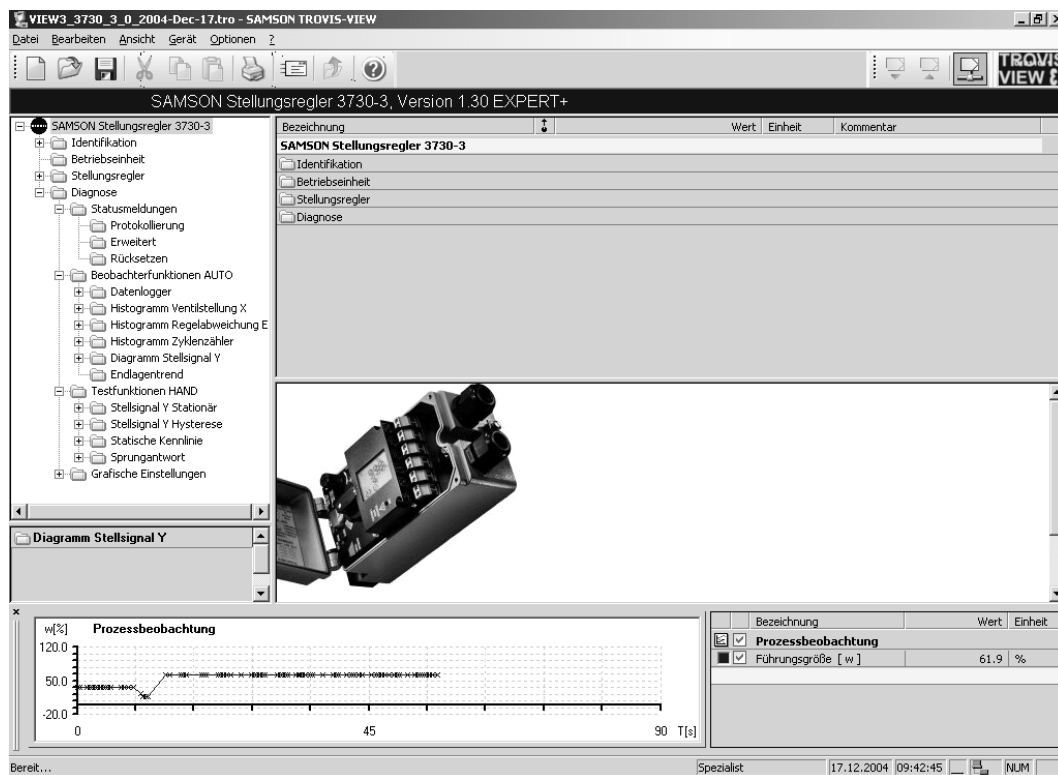 VIEW3_3730_3_0_2004-Dec-17.tro - SAMSON TROVIS-VIEW
Datei Bearbeiten Ansicht Gerät Optionen ?
TROVIS
VIEW
SAMSON Stellungsregler 3730-3, Version 1.30 EXPERT+
SAMSON Stellungsregler 3730-3
Identifikation
Betriebseinheit
Stellungsregler
Diagnose
Statusmeldungen
Protokollierung
Erweitert
Rücksetzen
Beobachterfunktionen AUTO
Datenlogger
Histogramm Ventilstellung X
Histogramm Regelabweichung E
Histogramm Zyklenzähler
Diagramm Stellsignal Y
Endlagentrend
Testfunktionen HAND
Stellsignal Y Stationär
Stellsignal Y Hysterese
Statische Kennlinie
Sprungantwort
Grafische Einstellungen
Bezeichnung Wert Einheit Kommentar
SAMSON Stellungsregler 3730-3
Identifikation
Betriebseinheit
Stellungsregler
Diagnose
Diagramm Stellsignal Y
w[%] Prozessbeobachtung
120.0
50.0
-20.0
0 45 90 T[s]
Bezeichnung Wert Einheit
Prozessbeobachtung
Führungsgröße [ w ] 61.9 %
Bereit... Spezialist 17.12.2004 09:42:45 NUM